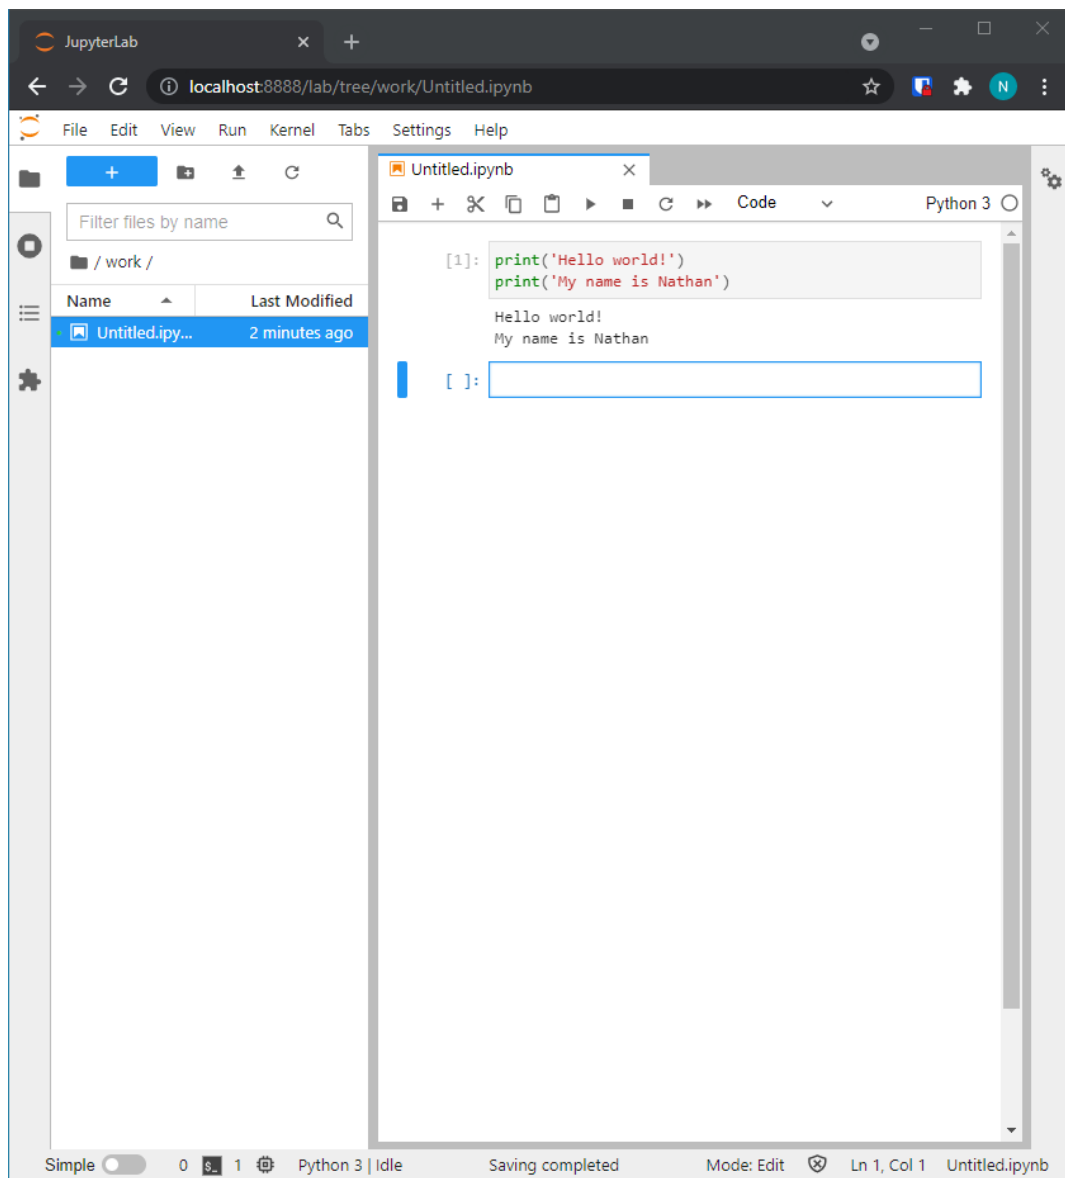 JupyterLab
localhost:8888/lab/tree/work/Untitled.ipynb
N
File Edit View Run Kernel Tabs Settings Help
Filter files by name
/ work /
Name Last Modified
Untitled.ipy... 2 minutes ago
Untitled.ipynb
Code Python 3
[1]: print('Hello world!')
print('My name is Nathan')
Hello world!
My name is Nathan
[ ]:
Simple 0 $_ 1 Python 3 | Idle Saving completed Mode: Edit Ln 1, Col 1 Untitled.ipynb